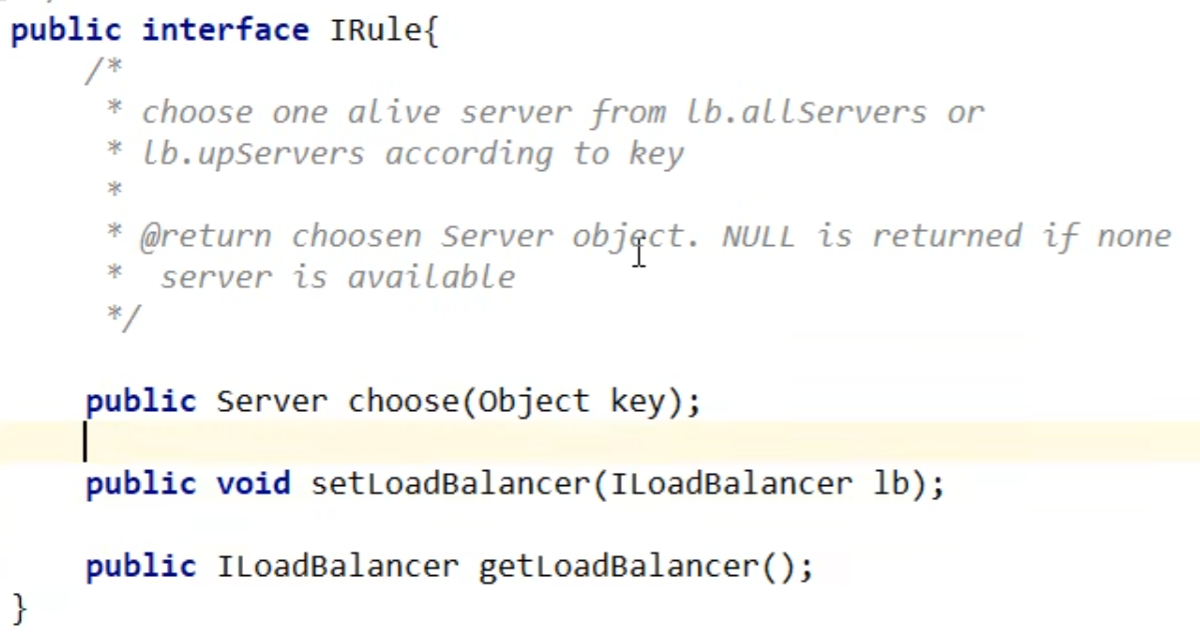 public interface IRule{
/*
* choose one alive server from lb.allServers or
* lb.upServers according to key
*
* @return choosen Server object. NULL is returned if none
* server is available
*/
public Server choose(Object key);
public void setLoadBalancer(ILoadBalancer lb);
public ILoadBalancer getLoadBalancer();
}